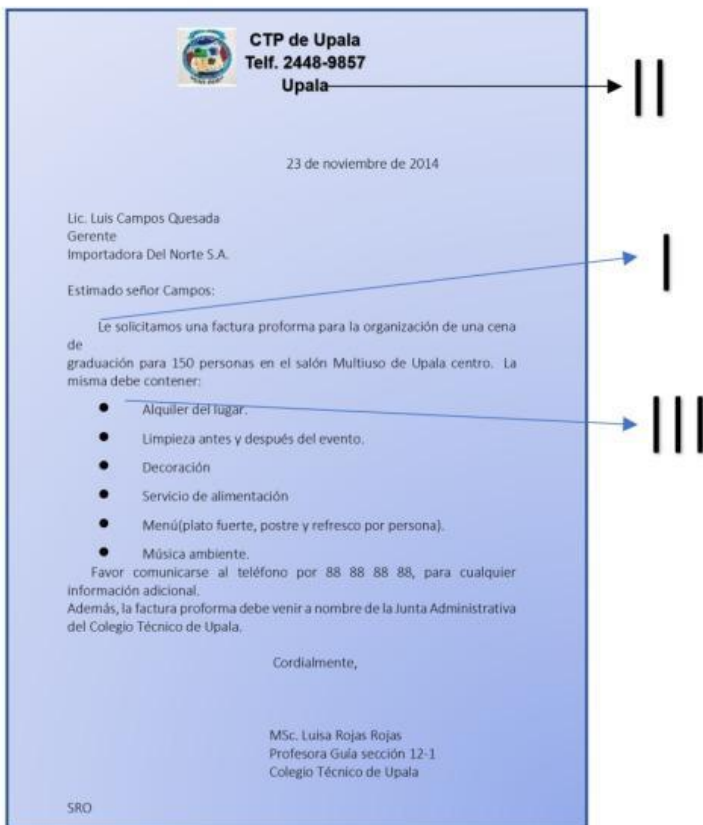 CTP de Upala
Telf. 2448-9857
Upala
II
23 de noviembre de 2014
Lic. Luis Campos Quesada
Gerente
Importadora Del Norte S.A.
I
Estimado señor Campos:
Le solicitamos una factura proforma para la organización de una cena
de
graduación para 150 personas en el salón Multiuso de Upala centro. La
misma debe contener:
● Alquiler del lugar.
III
● Limpieza antes y después del evento.
● Decoración
● Servicio de alimentación
● Menú(plato fuerte, postre y refresco por persona).
● Música ambiente.
Favor comunicarse al teléfono por 88 88 88 88, para cualquier
información adicional.
Además, la factura proforma debe venir a nombre de la Junta Administrativa
del Colegio Técnico de Upala.
Cordialmente,
MSc. Luisa Rojas Rojas
Profesora Guía sección 12-1
Colegio Técnico de Upala
SRO